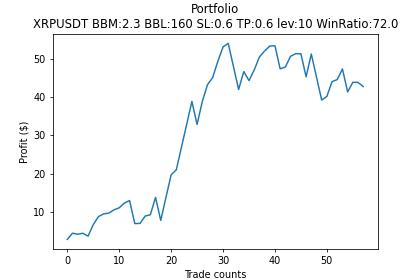 Portfolio
XRPUSDT BBM:2.3 BBL:160 SL:0.6 TP:0.6 lev:10 WinRatio:72.0
50
40
30
20
10
Profit ($)
0 10 20 30 40 50
Trade counts